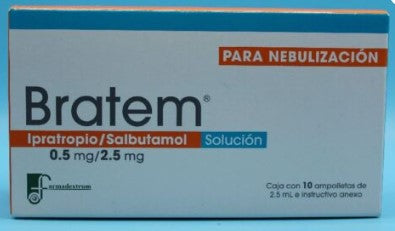 PARA NEBULIZACIÓN
Bratem®
Ipratropio/Salbutamol Solución
0.5 mg/2.5 mg
farmadextrum
Caja con 10 ampolletas de
2.5 mL e instructivo anexo